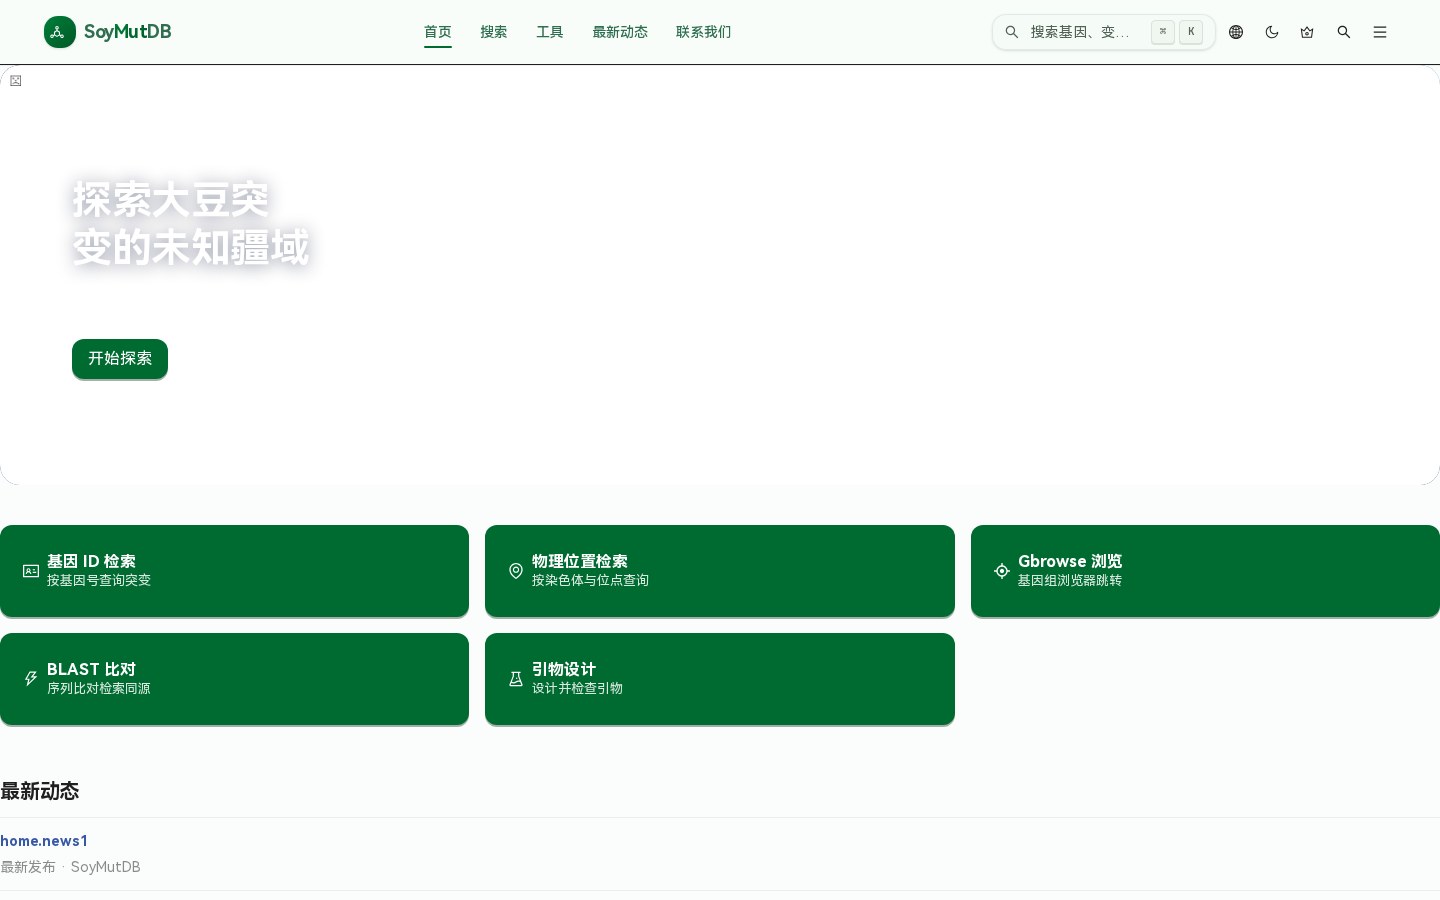 SoyMutDB
首页 搜索 工具 最新动态 联系我们
搜索基因、变... ⌘ K
探索大豆突
变的未知疆域
开始探索
基因 ID 检索
按基因号查询突变
物理位置检索
按染色体与位点查询
Gbrowse 浏览
基因组浏览器跳转
BLAST 比对
序列比对检索同源
引物设计
设计并检查引物
最新动态
home.news1
最新发布 · SoyMutDB